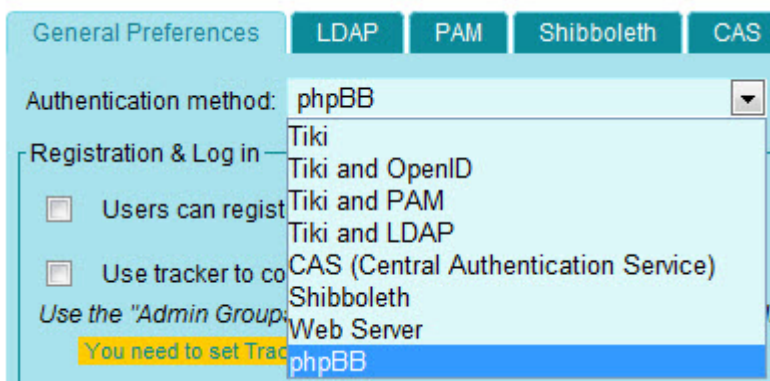 General Preferences LDAP PAM Shibboleth CAS
Authentication method: phpBB
Tiki
Registration & Log in
Tiki and OpenID
Tiki and PAM
Users can regist
Tiki and LDAP
CAS (Central Authentication Service)
Use tracker to co
Shibboleth
Use the "Admin Group
Web Server
You need to set Trac
phpBB